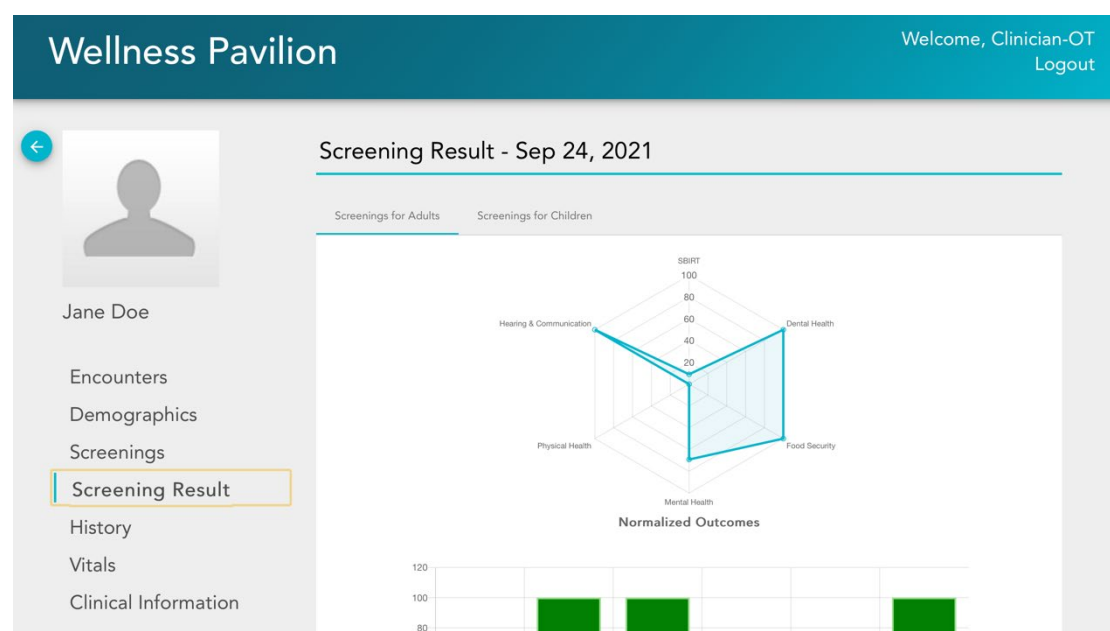 Wellness Pavilion
Welcome, Clinician-OT
Logout
Screening Result - Sep 24, 2021
Screenings for Adults
Screenings for Children
Jane Doe
Encounters
Demographics
Screenings
Screening Result
History
Vitals
Clinical Information
SBIRT
100
80
60
40
20
Hearing & Communication
Dental Health
Physical Health
Food Security
Mental Health
Normalized Outcomes
120
100
80